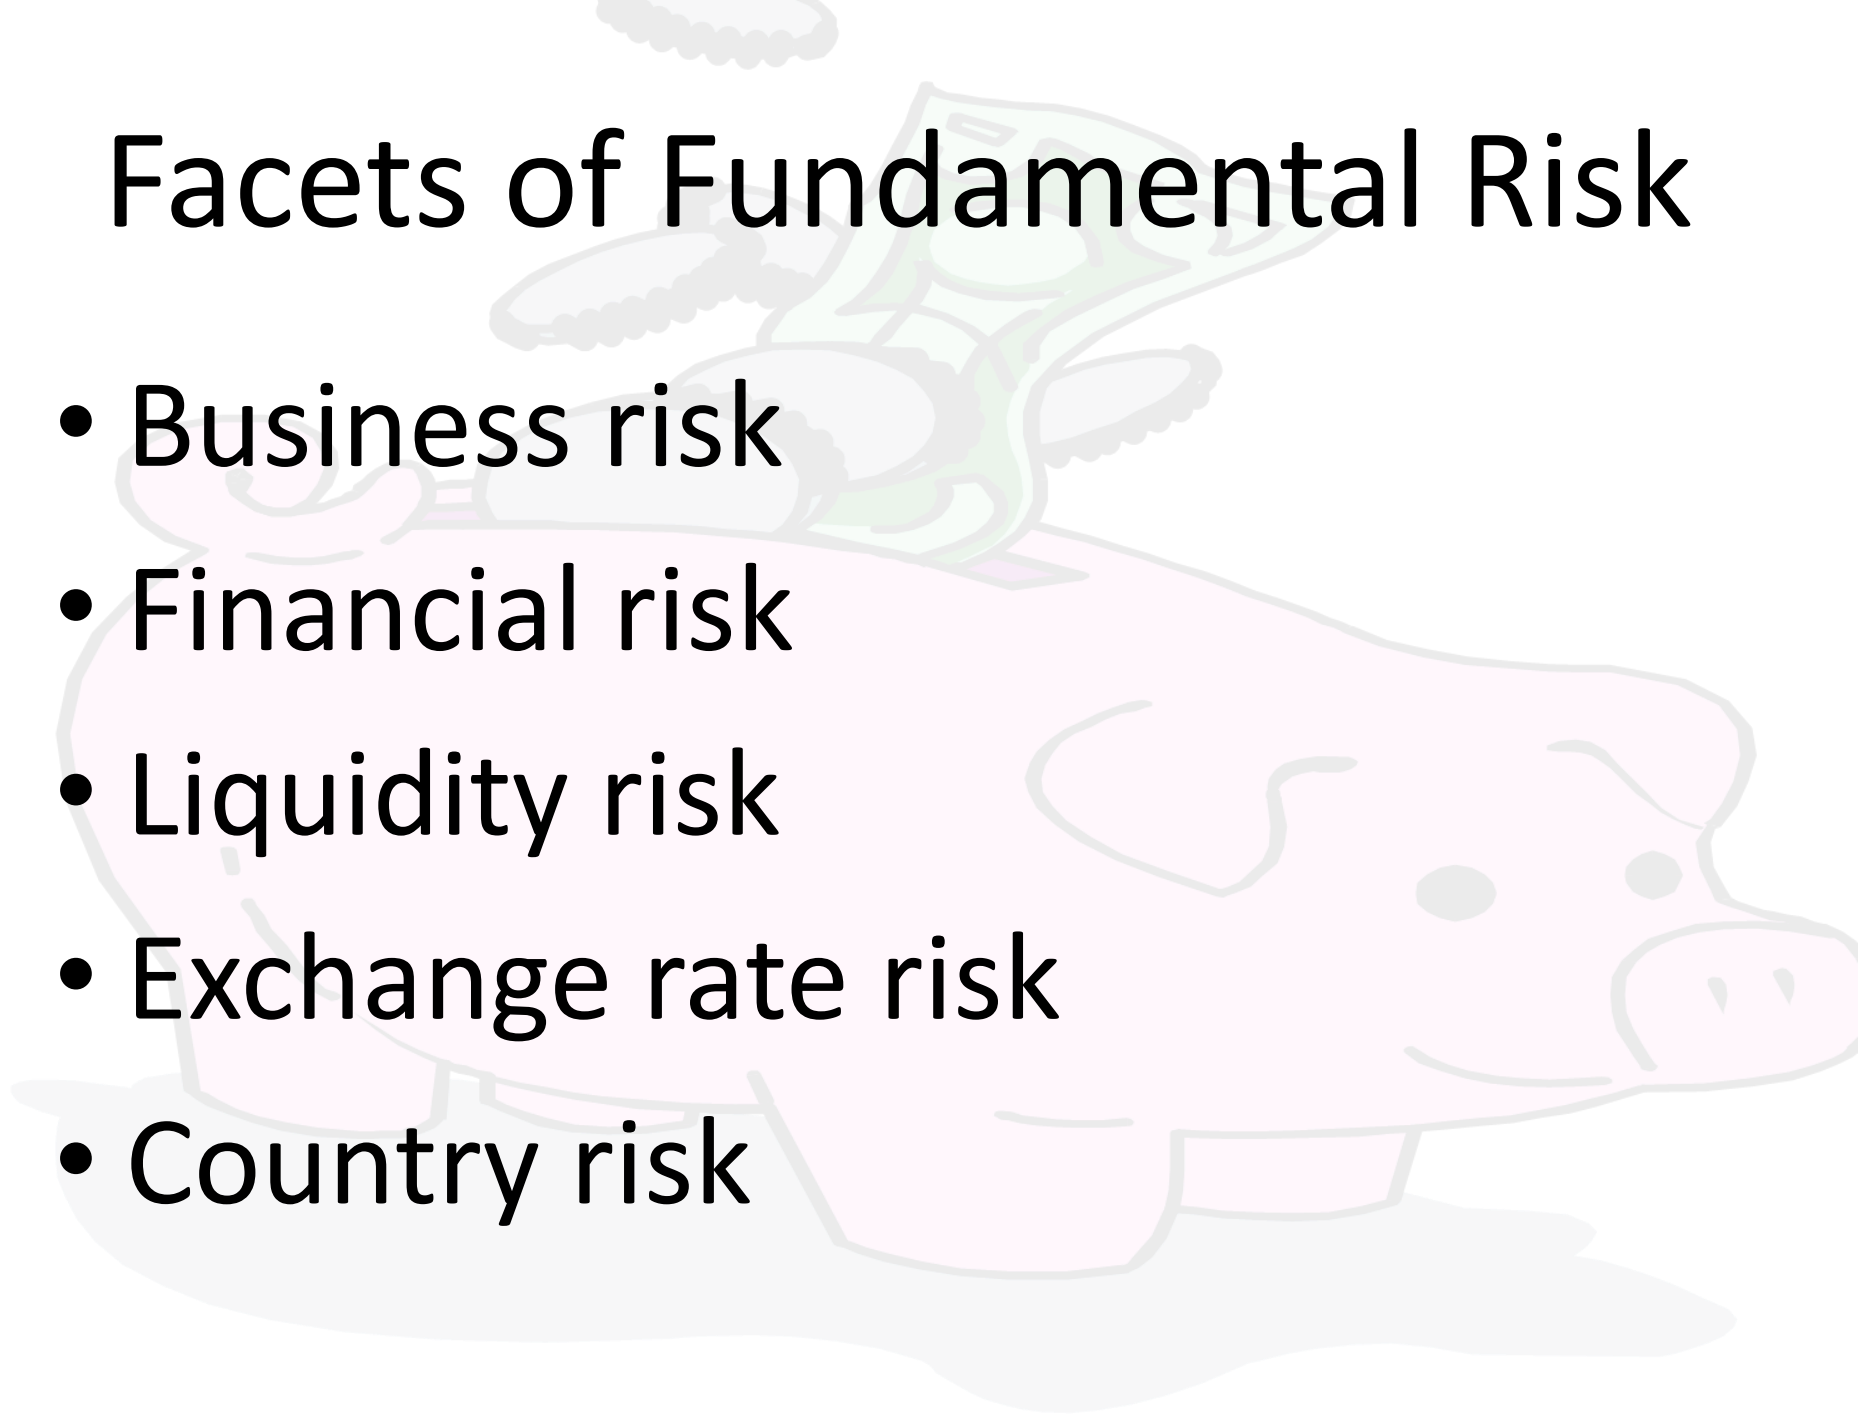 Facets of Fundamental Risk
• Business risk
• Financial risk
• Liquidity risk
• Exchange rate risk
• Country risk